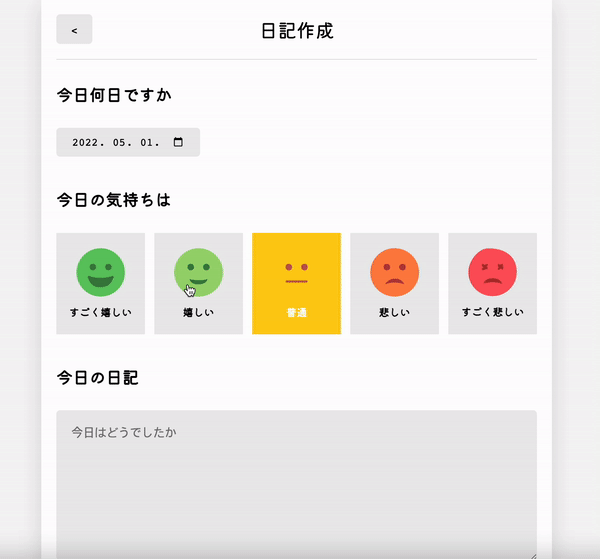 <
日記作成
今日何日ですか
2022. 05. 01.
今日の気持ちは
すごく嬉しい
嬉しい
普通
悲しい
すごく悲しい
今日の日記
今日はどうでしたか